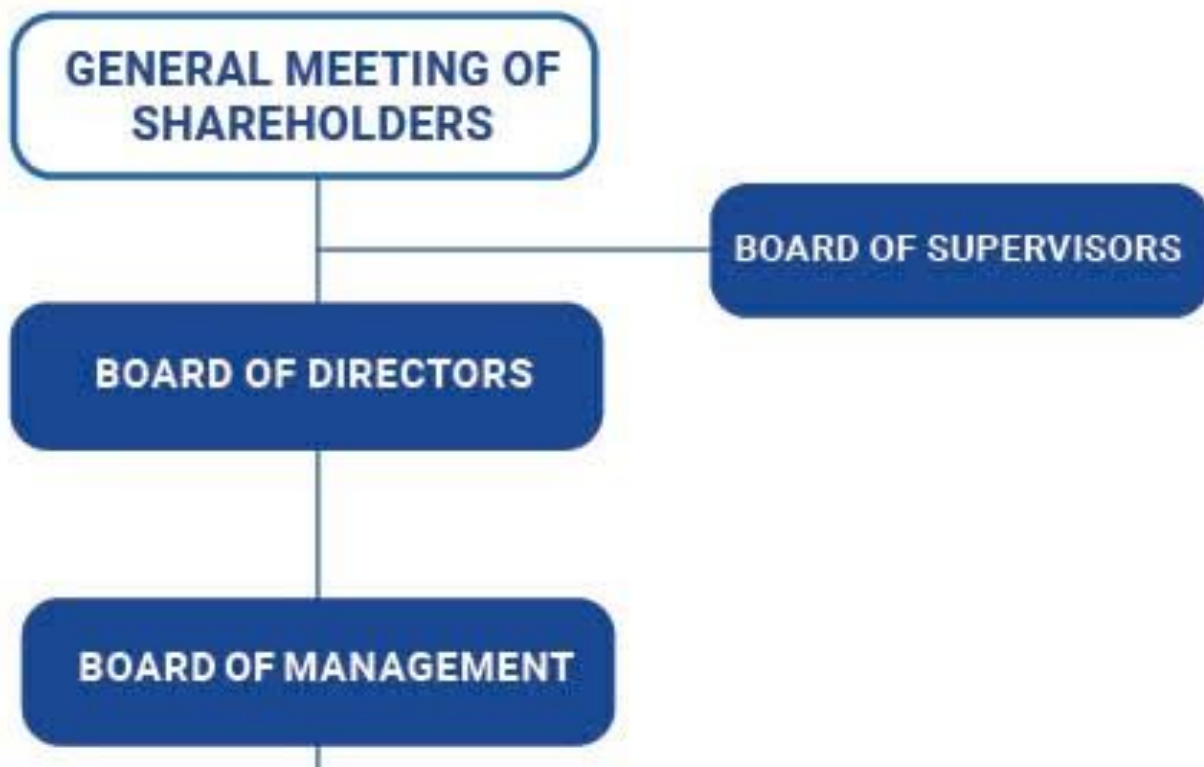 GENERAL MEETING OF
SHAREHOLDERS
BOARD OF SUPERVISORS
BOARD OF DIRECTORS
BOARD OF MANAGEMENT